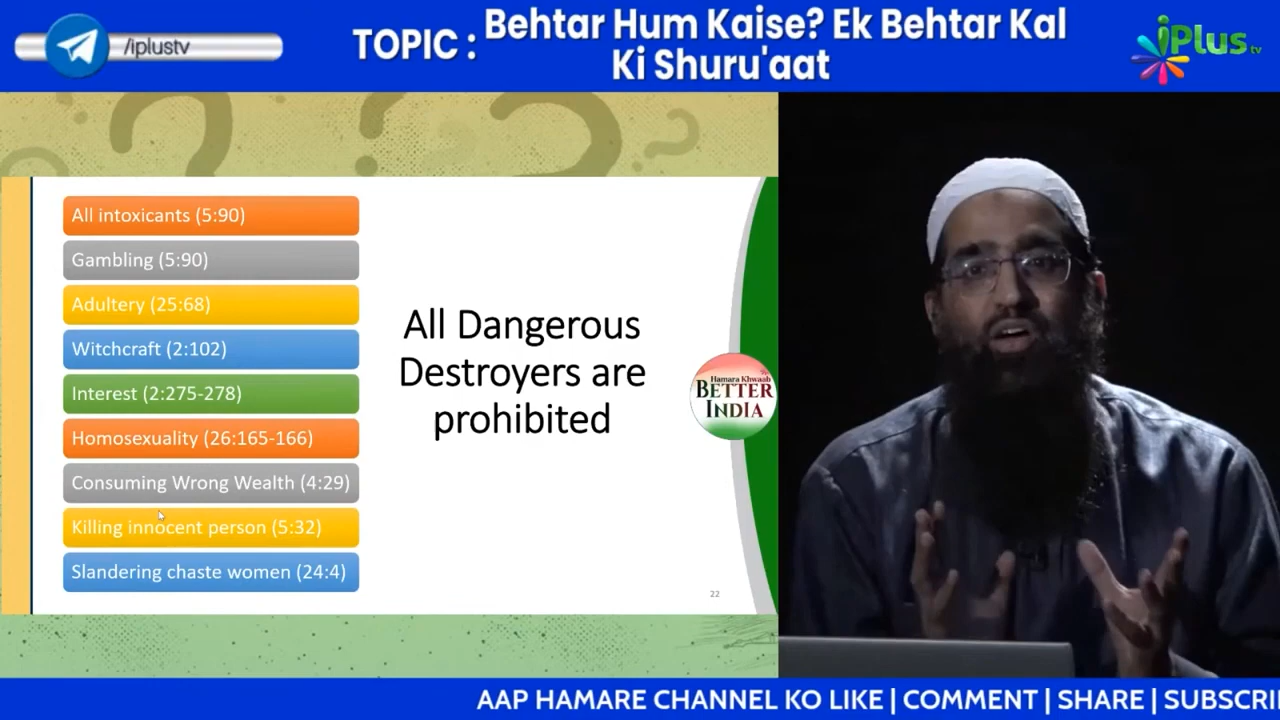 /iplustv
TOPIC :
Behtar Hum Kaise? Ek Behtar Kal
Ki Shuru'aat
iPlus tv
All intoxicants (5:90)
Gambling (5:90)
Adultery (25:68)
Witchcraft (2:102)
Interest (2:275-278)
Homosexuality (26:165-166)
Consuming Wrong Wealth (4:29)
Killing innocent person (5:32)
Slandering chaste women (24:4)
All Dangerous
Destroyers are
prohibited
Hamara Khwaab
BETTER
INDIA
22
AAP HAMARE CHANNEL KO LIKE | COMMENT | SHARE | SUBSCRI